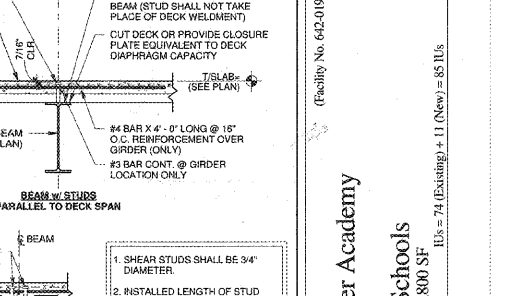 BEAM (STUD SHALL NOT TAKE
PLACE OF DECK WELDMENT)
CUT DECK OR PROVIDE CLOSURE
PLATE EQUIVALENT TO DECK
DIAPHRAGM CAPACITY
7/16"
CLR.
T/SLAB=
(SEE PLAN)
EAM
LAN)
#4 BAR X 4' - 0" LONG @ 16"
O.C. REINFORCEMENT OVER
GIRDER (ONLY)
#3 BAR CONT. @ GIRDER
LOCATION ONLY
BEAM w/ STUDS
PARALLEL TO DECK SPAN
℄ BEAM
1. SHEAR STUDS SHALL BE 3/4"
DIAMETER.
2. INSTALLED LENGTH OF STUD
(Facility No. 642-019
er Academy
Schools
800 SF
IUs = 74 (Existing) + 11 (New) = 85 IUs